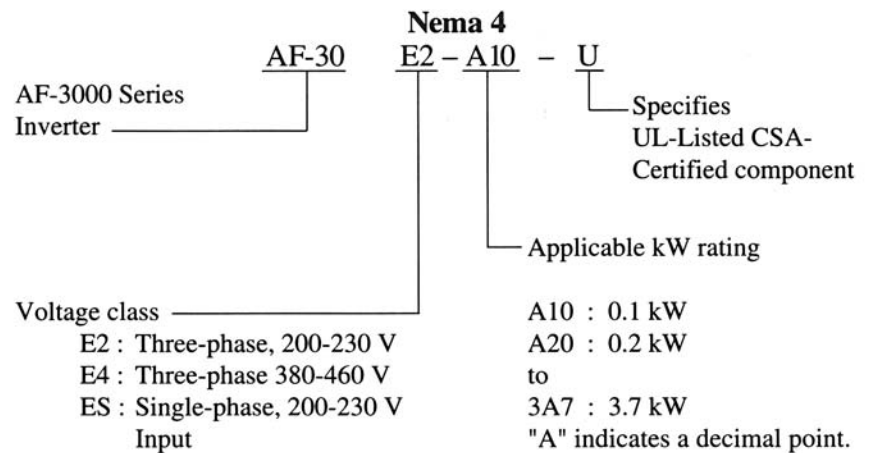 Nema 4
AF-30 E2 – A10 – U
AF-3000 Series
Inverter
Specifies
UL-Listed CSA-
Certified component
Applicable kW rating
Voltage class
E2 : Three-phase, 200-230 V
E4 : Three-phase 380-460 V
ES : Single-phase, 200-230 V
Input
A10 : 0.1 kW
A20 : 0.2 kW
to
3A7 : 3.7 kW
"A" indicates a decimal point.